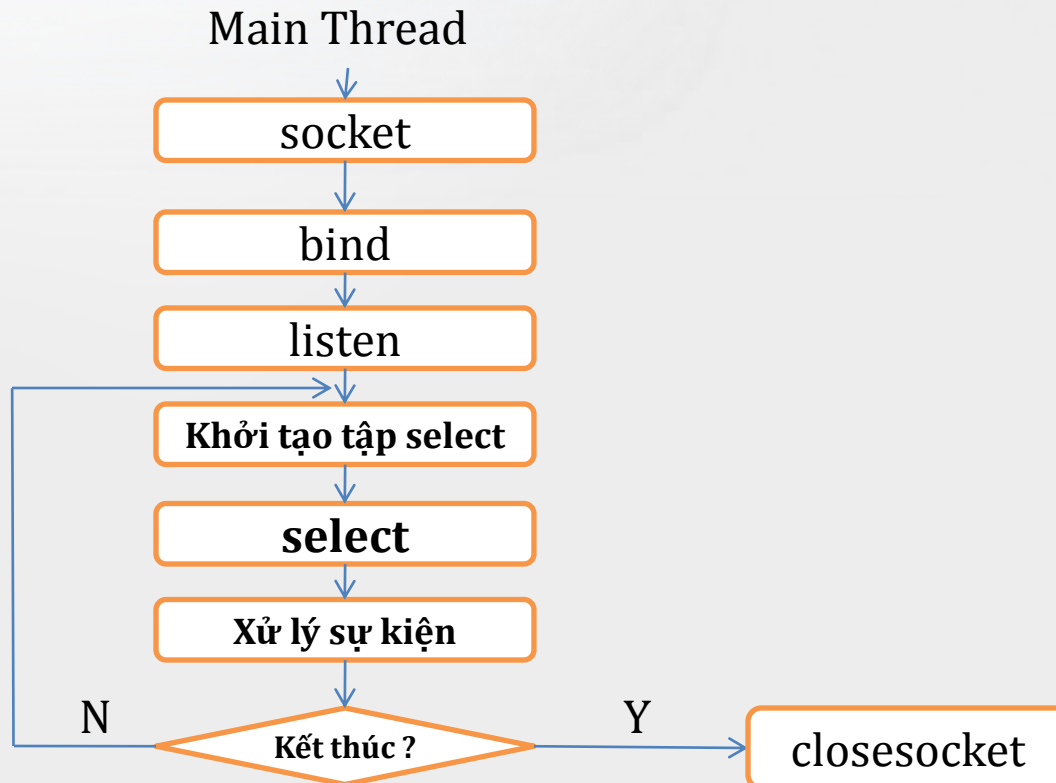 Main Thread
socket
bind
listen
Khởi tạo tập select
select
Xử lý sự kiện
N
Kết thúc ?
Y
closesocket